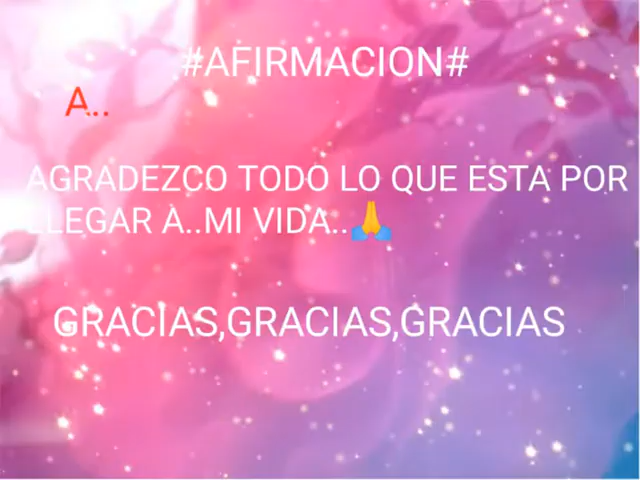 #AFIRMACION#
A..
AGRADEZCO TODO LO QUE ESTA POR
LLEGAR A..MI VIDA..🙏
GRACIAS,GRACIAS,GRACIAS